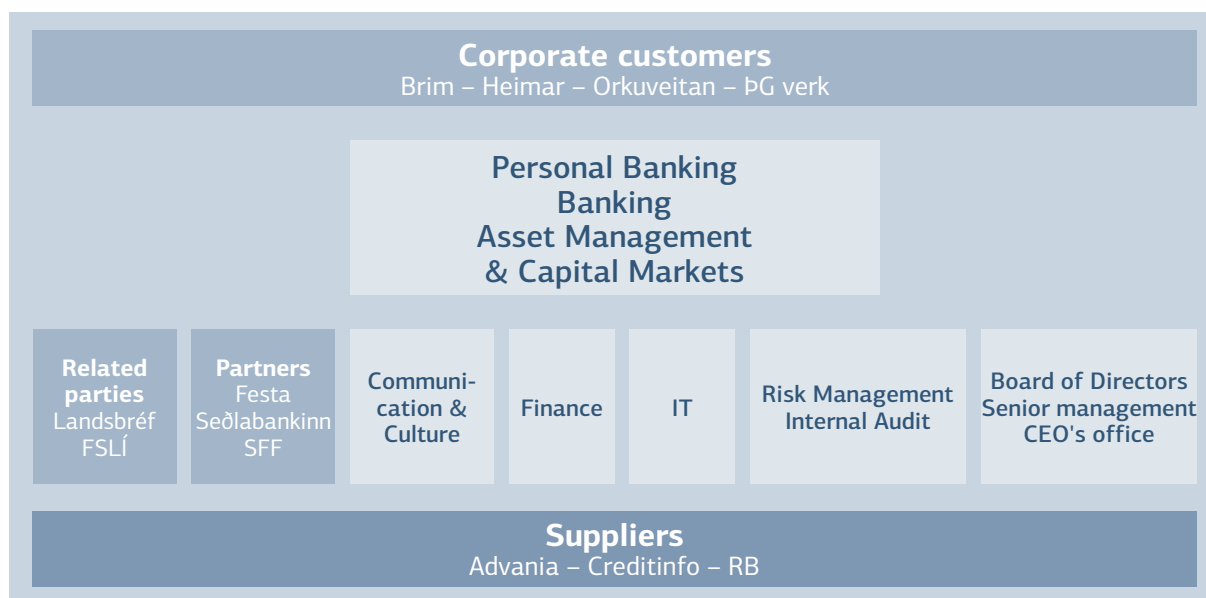 Corporate customers
Brim – Heimar – Orkuveitan – ÞG verk
Personal Banking
Banking
Asset Management
& Capital Markets
Related
parties
Landsbréf
FSLÍ
Partners
Festa
Seðlabankinn
SFF
Communi-
cation &
Culture
Finance
IT
Risk Management
Internal Audit
Board of Directors
Senior management
CEO's office
Suppliers
Advania – Creditinfo – RB